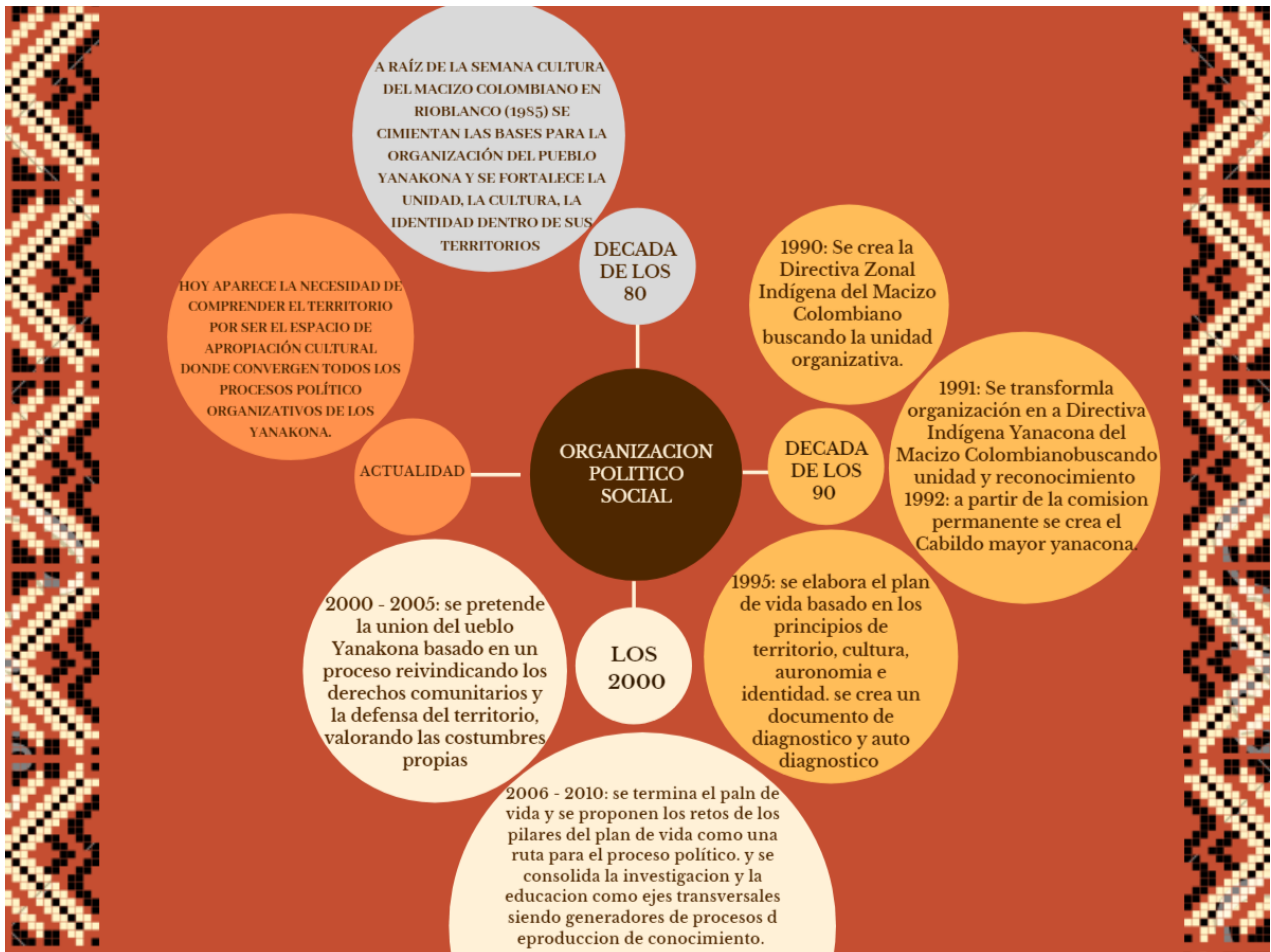 A RAÍZ DE LA SEMANA CULTURA
DEL MACIZO COLOMBIANO EN
RIOBLANCO (1985) SE
CIMIENTAN LAS BASES PARA LA
ORGANIZACIÓN DEL PUEBLO
YANAKONA Y SE FORTALECE LA
UNIDAD, LA CULTURA, LA
IDENTIDAD DENTRO DE SUS
TERRITORIOS
DECADA
DE LOS
80
1990: Se crea la
Directiva Zonal
Indígena del Macizo
Colombiano
buscando la unidad
organizativa.
1991: Se transformla
organización en a Directiva
Indígena Yanacona del
Macizo Colombianobuscando
unidad y reconocimiento
1992: a partir de la comision
permanente se crea el
Cabildo mayor yanacona.
DECADA
DE LOS
90
1995: se elabora el plan
de vida basado en los
principios de
territorio, cultura,
auronomia e
identidad. se crea un
documento de
diagnostico y auto
diagnostico
ORGANIZACION
POLITICO
SOCIAL
HOY APARECE LA NECESIDAD DE
COMPRENDER EL TERRITORIO
POR SER EL ESPACIO DE
APROPIACIÓN CULTURAL
DONDE CONVERGEN TODOS LOS
PROCESOS POLÍTICO
ORGANIZATIVOS DE LOS
YANAKONA.
ACTUALIDAD
2000 - 2005: se pretende
la union del ueblo
Yanakona basado en un
proceso reivindicando los
derechos comunitarios y
la defensa del territorio,
valorando las costumbres
propias
LOS
2000
2006 - 2010: se termina el paln de
vida y se proponen los retos de los
pilares del plan de vida como una
ruta para el proceso político. y se
consolida la investigacion y la
educacion como ejes transversales
siendo generadores de procesos d
eproduccion de conocimiento.